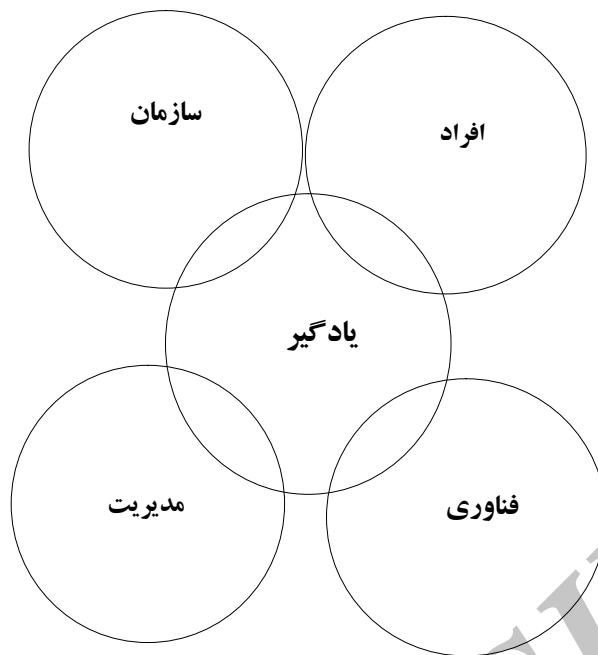 سازمان
افراد
یادگیر
مدیریت
فناوری